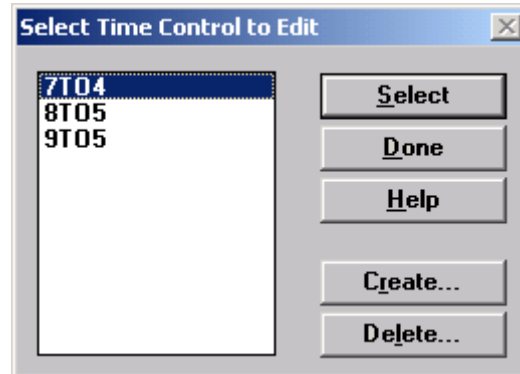 Select Time Control to Edit
7TO4
8TO5
9TO5
Select
Done
Help
Create...
Delete...